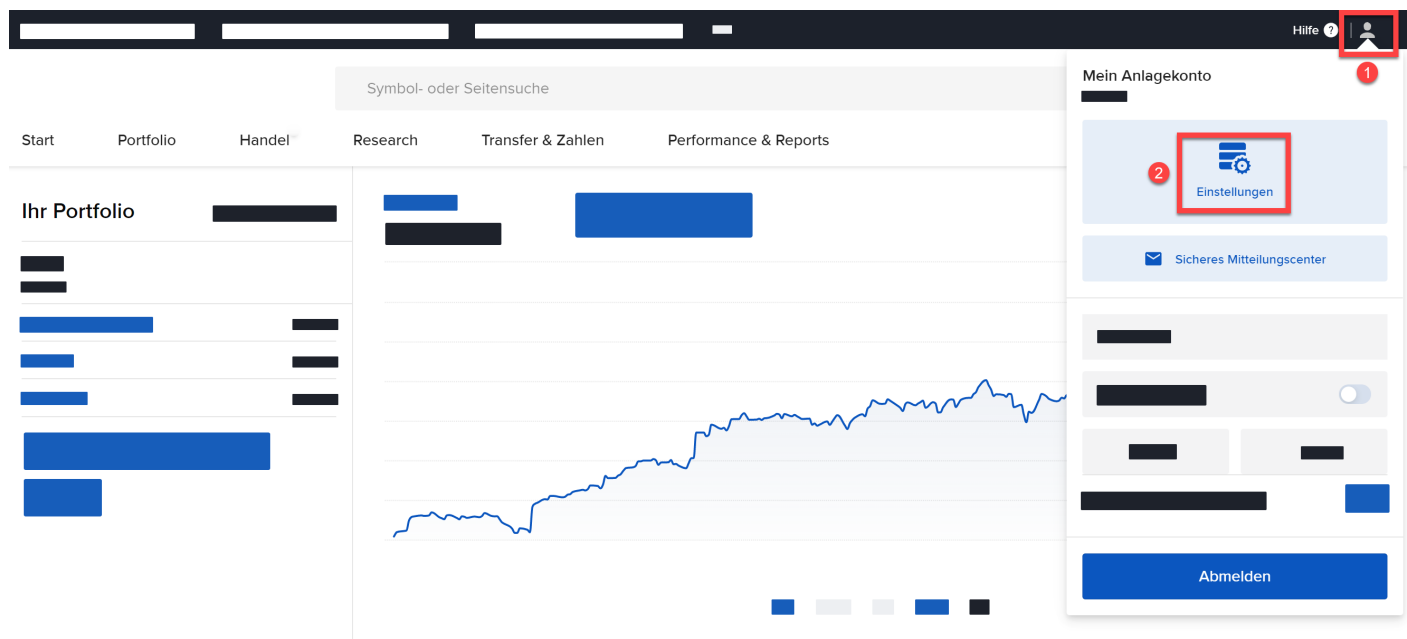 Hilfe ?
1
Symbol- oder Seitensuche
Mein Anlagekonto
Start Portfolio Handel Research Transfer & Zahlen Performance & Reports
2
Einstellungen
Ihr Portfolio
Sicheres Mitteilungscenter
Abmelden